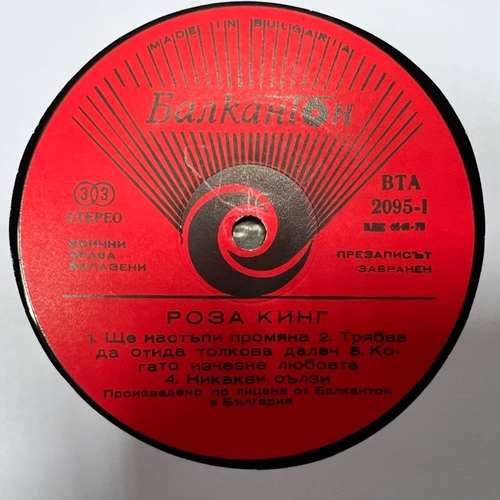 MADE IN BULGARIA
Балкантон
33
СТЕРЕО
ВСИЧКИ
ПРАВА
ЗАПАЗЕНИ
ВТА
2095-I
ПРЕЗАПИСЪТ
ЗАБРАНЕН
РОЗА КИНГ
1. Ще настъпи промяна 2. Трябва
да отида толкова далеч 3. Ко-
гато изчезне любовта
4. Никакви сълзи
Произведено по лиценз от Балкантон
в България